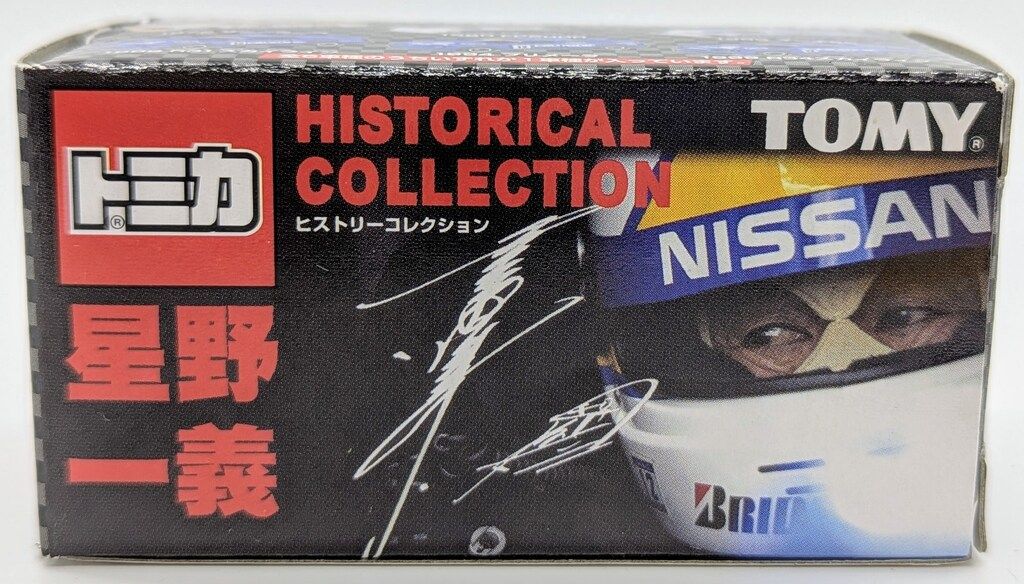 トミカ®
HISTORICAL
COLLECTION
ヒストリーコレクション
TOMY®
NISSAN
星野
一義
BRID